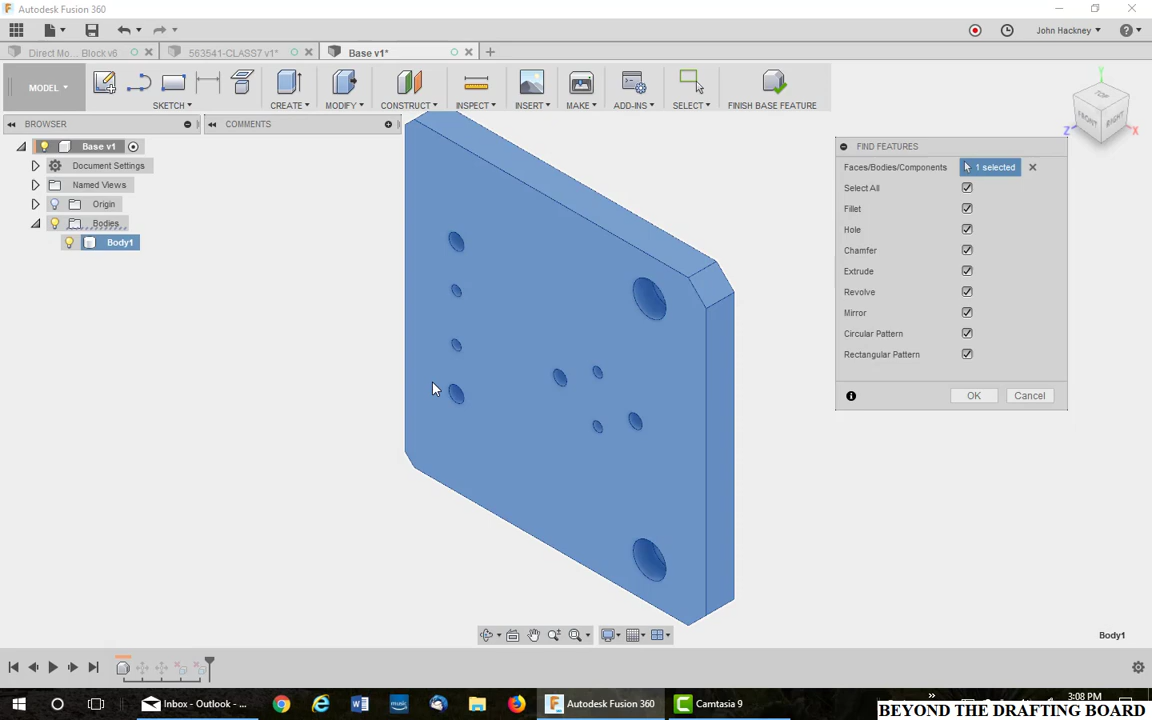 Autodesk Fusion 360
John Hackney
Direct Mo... Block v6
563541-CLASS7 v1*
Base v1*
MODEL
SKETCH
CREATE
MODIFY
CONSTRUCT
INSPECT
INSERT
MAKE
ADD-INS
SELECT
FINISH BASE FEATURE
BROWSER
COMMENTS
Base v1
Document Settings
Named Views
Origin
Bodies
Body1
TOP
FRONT
RIGHT
Y
Z
X
FIND FEATURES
Faces/Bodies/Components
1 selected
Select All
Fillet
Hole
Chamfer
Extrude
Revolve
Mirror
Circular Pattern
Rectangular Pattern
OK
Cancel
Body1
Inbox - Outlook - ...
Autodesk Fusion 360
Camtasia 9
3:08 PM
BEYOND THE DRAFTING BOARD